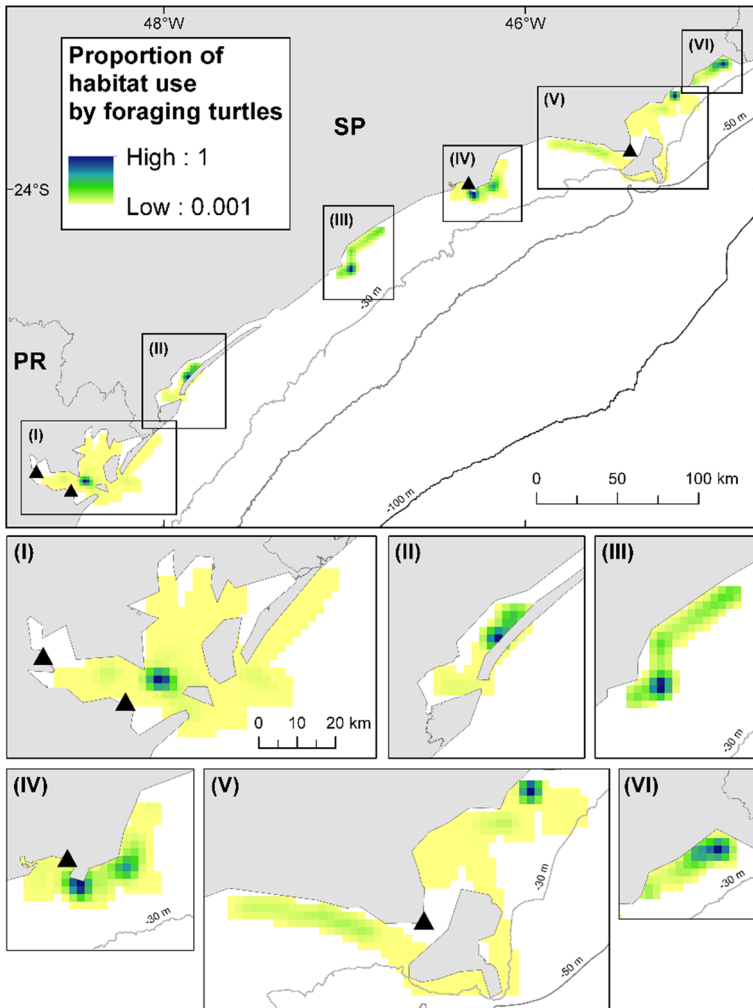 48°W
46°W
Proportion of
habitat use
by foraging turtles
High : 1
Low : 0.001
24°S
SP
PR
(VI)
(V)
(IV)
(III)
(II)
(I)
-50 m
-30 m
-100 m
0 50 100 km
(I)
0 10 20 km
(II)
(III)
-30 m
(IV)
-30 m
(V)
-30 m
-50 m
(VI)
-30 m